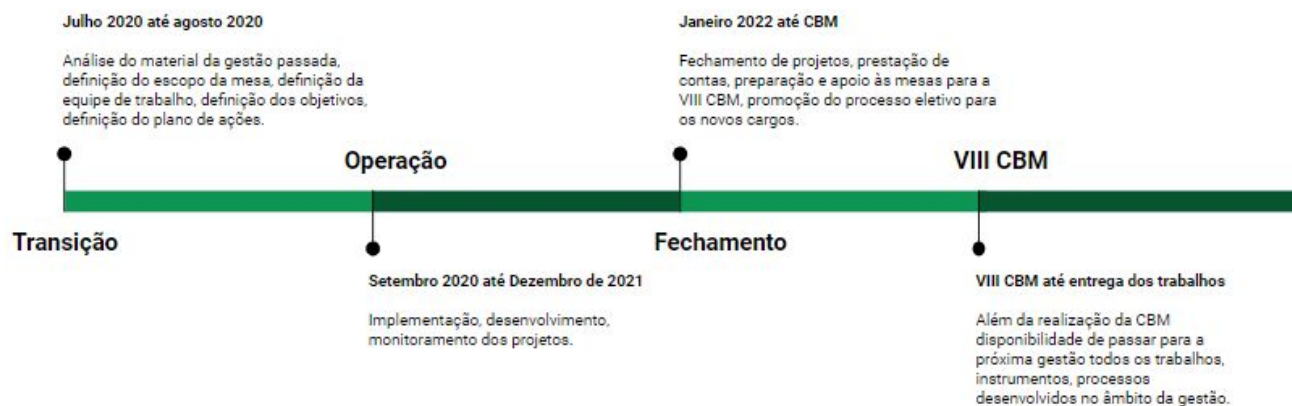 Julho 2020 até agosto 2020
Análise do material da gestão passada,
definição do escopo da mesa, definição da
equipe de trabalho, definição dos objetivos,
definição do plano de ações.
Janeiro 2022 até CBM
Fechamento de projetos, prestação de
contas, preparação e apoio às mesas para a
VIII CBM, promoção do processo eletivo para
os novos cargos.
Operação
VIII CBM
Transição
Fechamento
Setembro 2020 até Dezembro de 2021
Implementação, desenvolvimento,
monitoramento dos projetos.
VIII CBM até entrega dos trabalhos
Além da realização da CBM
disponibilidade de passar para a
próxima gestão todos os trabalhos,
instrumentos, processos
desenvolvidos no âmbito da gestão.